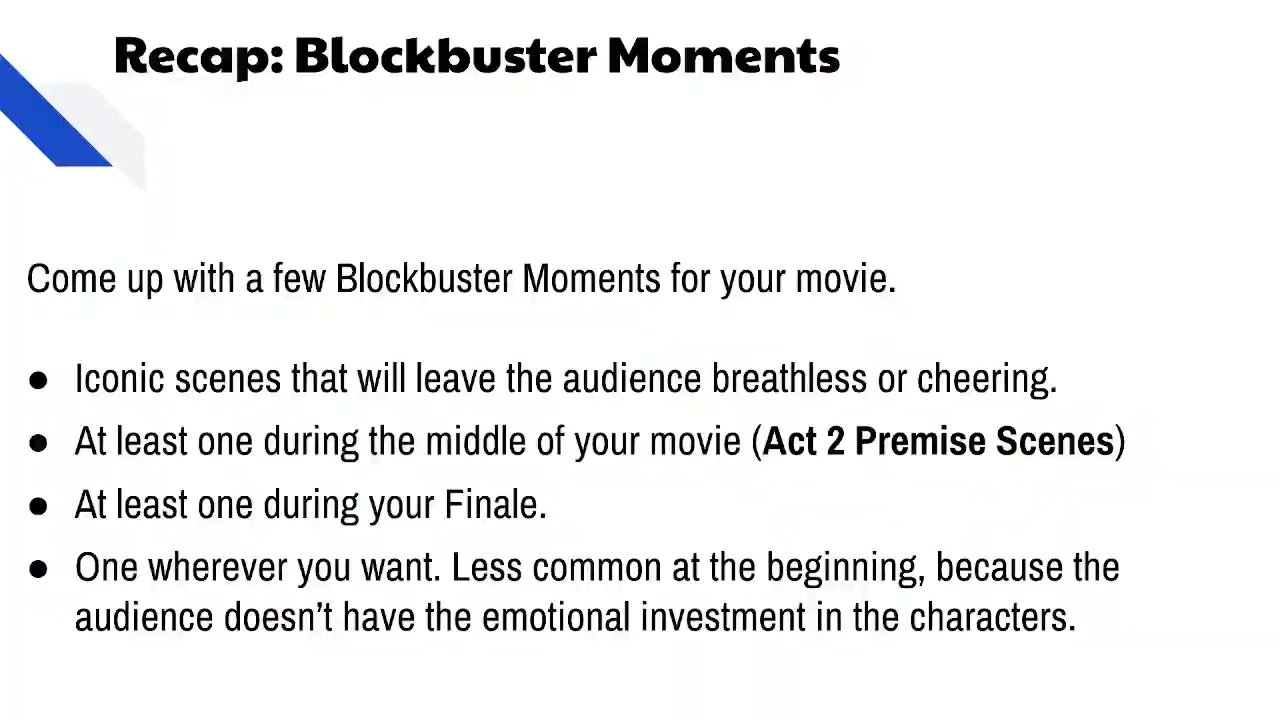 Recap: Blockbuster Moments
Come up with a few Blockbuster Moments for your movie.
● Iconic scenes that will leave the audience breathless or cheering.
● At least one during the middle of your movie (Act 2 Premise Scenes)
● At least one during your Finale.
● One wherever you want. Less common at the beginning, because the
audience doesn’t have the emotional investment in the characters.